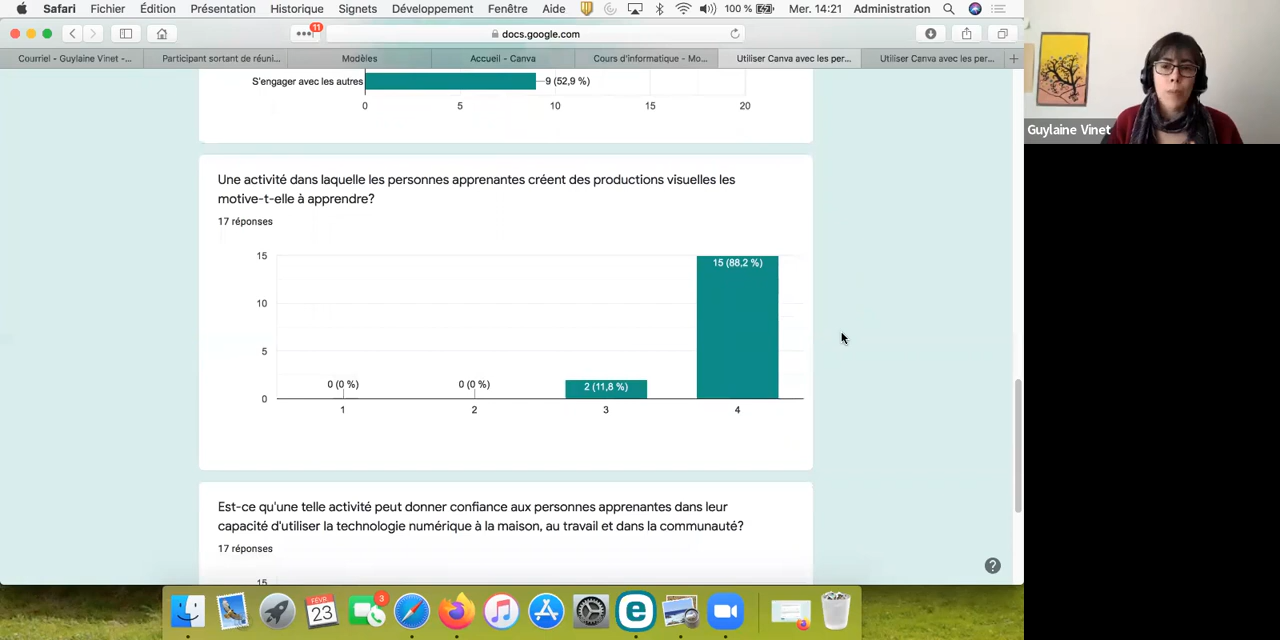 Safari Fichier Édition Présentation Historique Signets Développement Fenêtre Aide 100 % Mer. 14:21 Administration
11
docs.google.com
Courriel - Guylaine Vinet -... Participant sortant de réuni... Modèles Accueil - Canva Cours d'informatique - Mo... Utiliser Canva avec les per... Utiliser Canva avec les per...
S'engager avec les autres 9 (52,9 %)
0 5 10 15 20
Guylaine Vinet
Une activité dans laquelle les personnes apprenantes créent des productions visuelles les
motive-t-elle à apprendre?
17 réponses
15
15 (88,2 %)
10
5
0 (0 %) 0 (0 %) 2 (11,8 %)
0
1 2 3 4
Est-ce qu'une telle activité peut donner confiance aux personnes apprenantes dans leur
capacité d'utiliser la technologie numérique à la maison, au travail et dans la communauté?
17 réponses
15
FÉVR
23
3